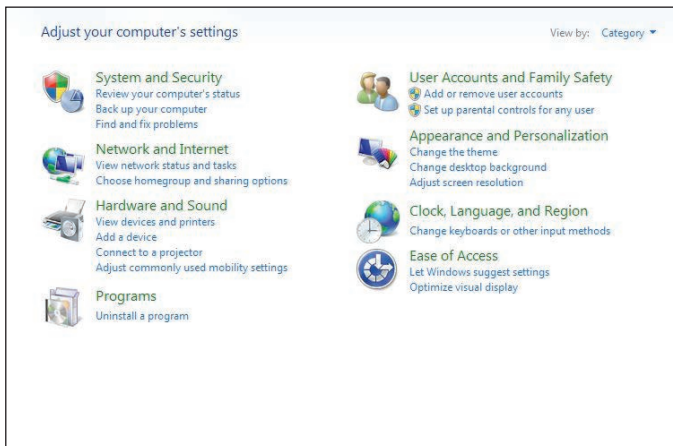 Adjust your computer's settings
View by: Category
System and Security
Review your computer's status
Back up your computer
Find and fix problems
Network and Internet
View network status and tasks
Choose homegroup and sharing options
Hardware and Sound
View devices and printers
Add a device
Connect to a projector
Adjust commonly used mobility settings
Programs
Uninstall a program
User Accounts and Family Safety
Add or remove user accounts
Set up parental controls for any user
Appearance and Personalization
Change the theme
Change desktop background
Adjust screen resolution
Clock, Language, and Region
Change keyboards or other input methods
Ease of Access
Let Windows suggest settings
Optimize visual display